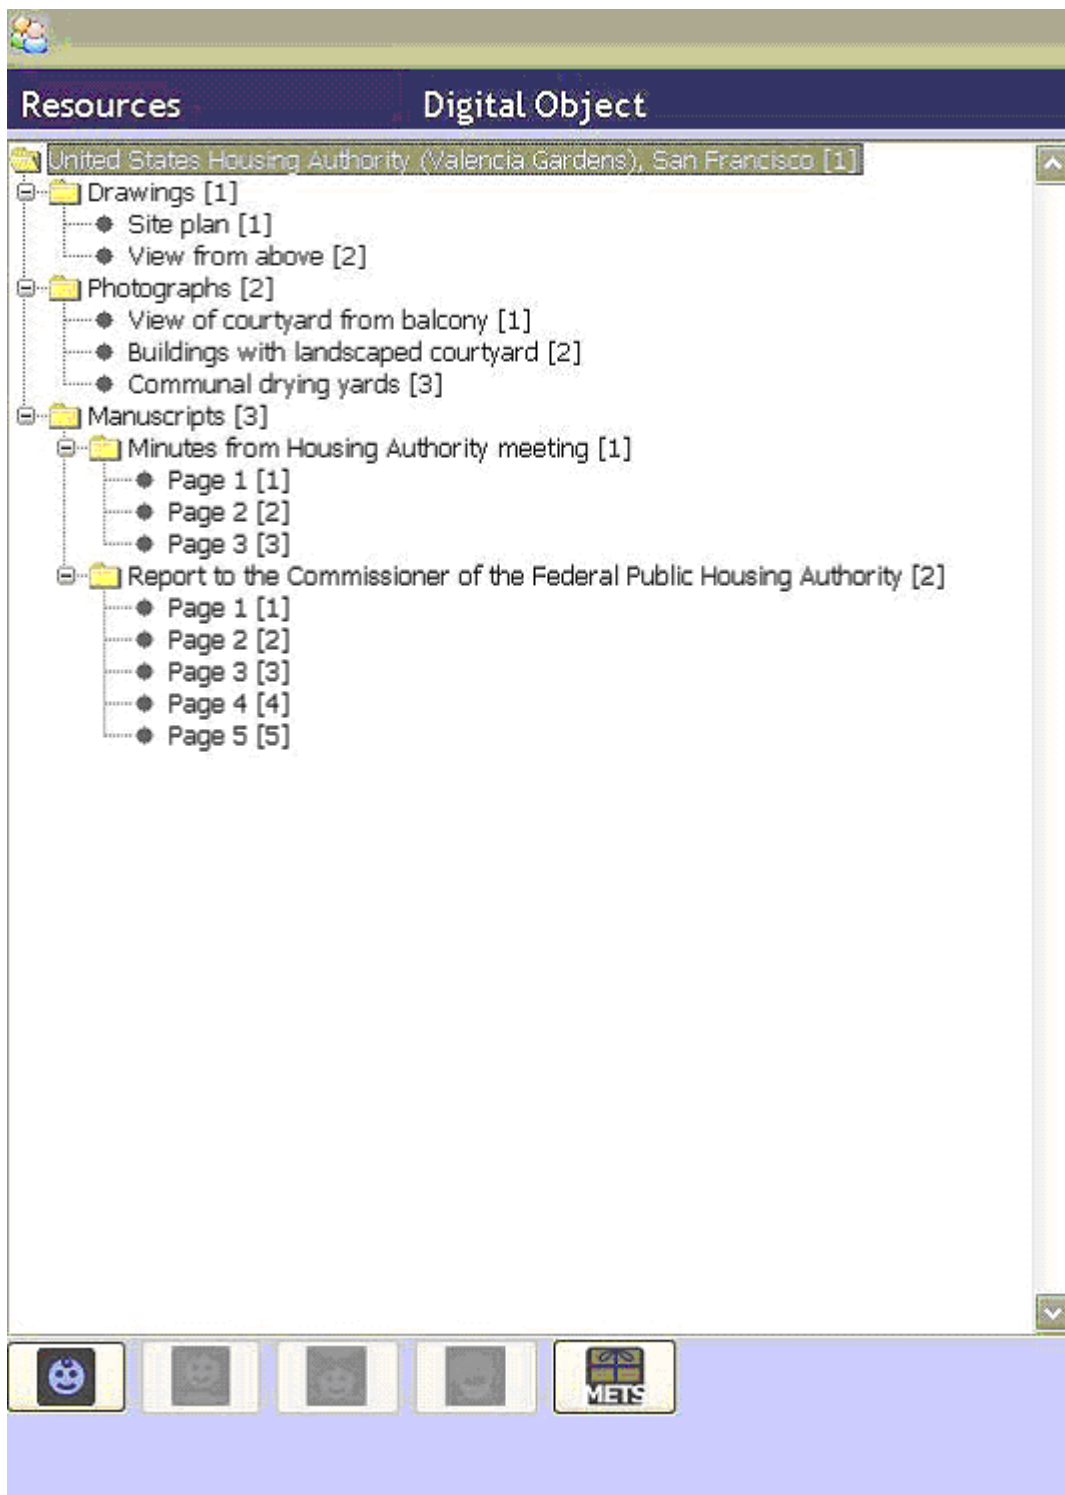 Resources Digital Object
United States Housing Authority (Valencia Gardens), San Francisco [1]
Drawings [1]
Site plan [1]
View from above [2]
Photographs [2]
View of courtyard from balcony [1]
Buildings with landscaped courtyard [2]
Communal drying yards [3]
Manuscripts [3]
Minutes from Housing Authority meeting [1]
Page 1 [1]
Page 2 [2]
Page 3 [3]
Report to the Commissioner of the Federal Public Housing Authority [2]
Page 1 [1]
Page 2 [2]
Page 3 [3]
Page 4 [4]
Page 5 [5]
METS